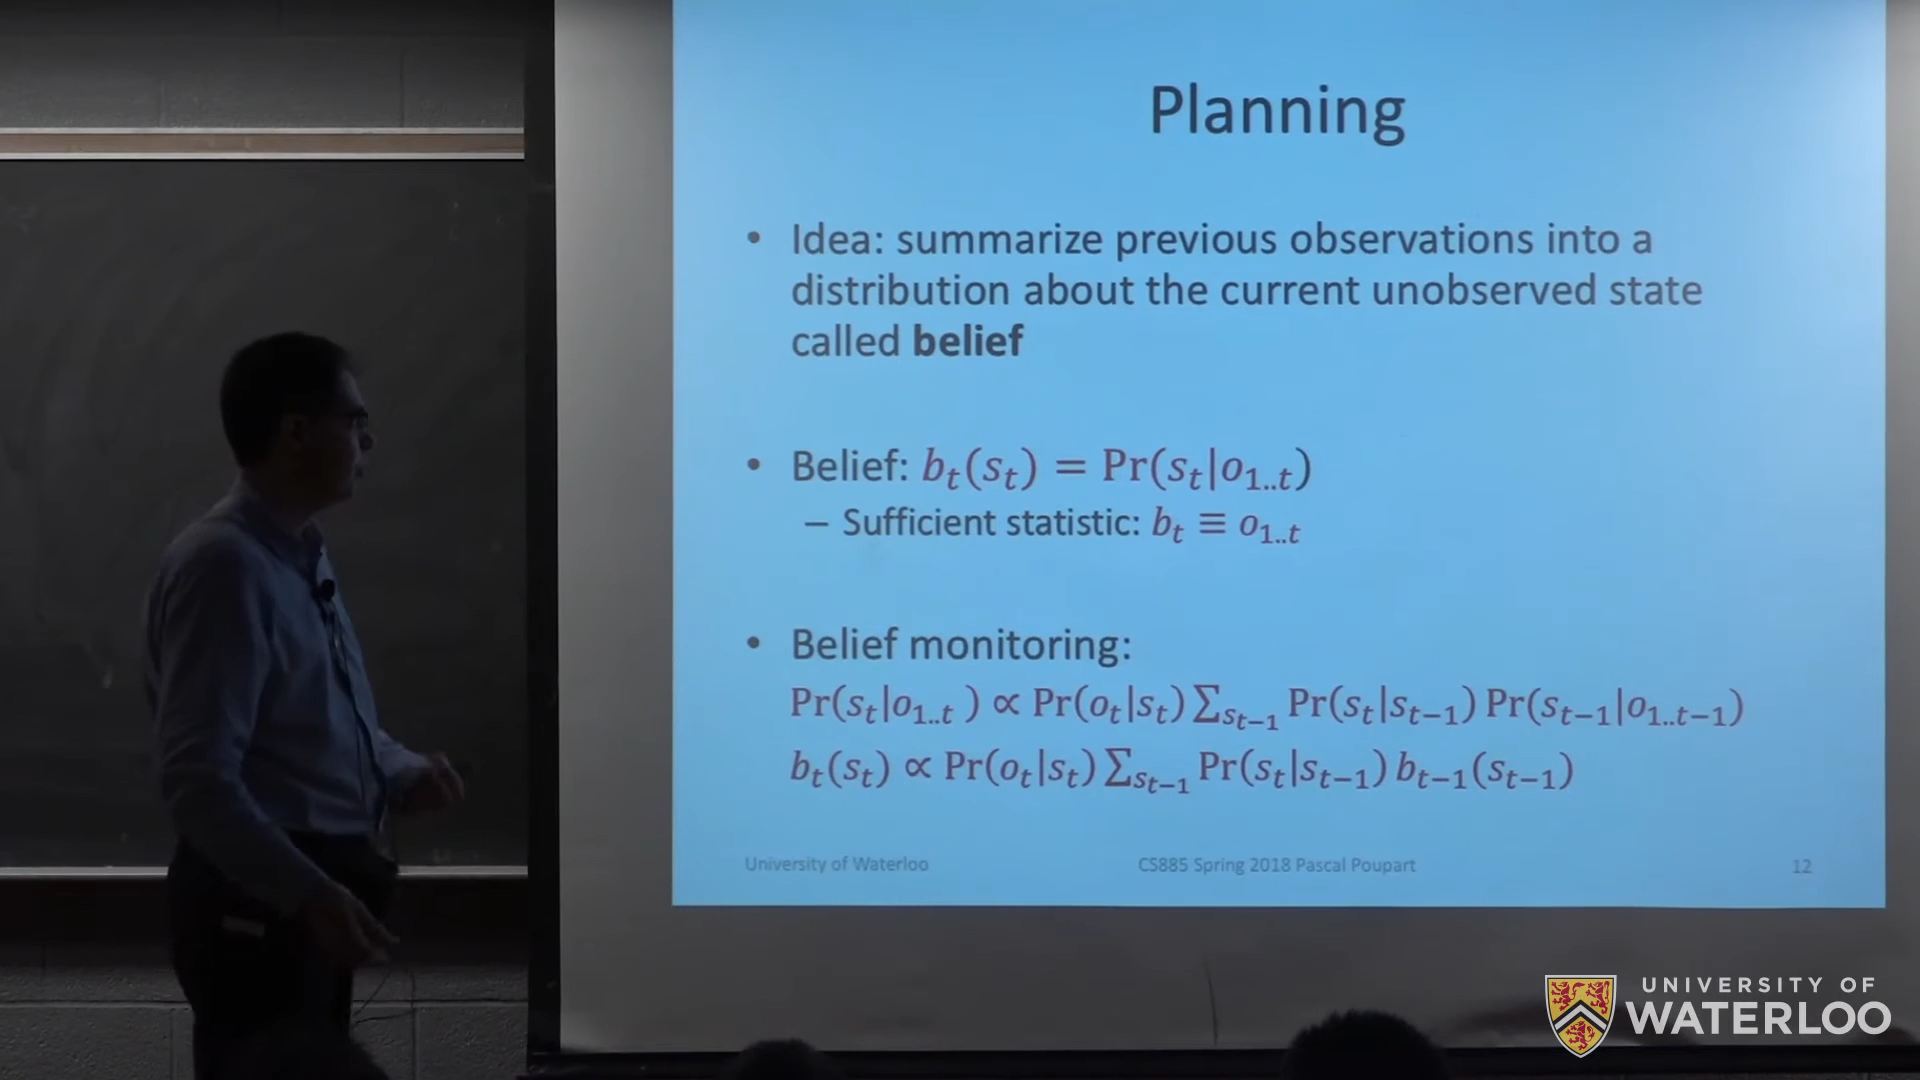 Planning
• Idea: summarize previous observations into a
distribution about the current unobserved state
called belief
• Belief: bₜ(sₜ) = Pr(sₜ|o₁..ₜ)
– Sufficient statistic: bₜ ≡ o₁..ₜ
• Belief monitoring:
Pr(sₜ|o₁..ₜ) ∝ Pr(oₜ|sₜ) ∑ₛₜ₋₁ Pr(sₜ|sₜ₋₁) Pr(sₜ₋₁|o₁..ₜ₋₁)
bₜ(sₜ) ∝ Pr(oₜ|sₜ) ∑ₛₜ₋₁ Pr(sₜ|sₜ₋₁) bₜ₋₁(sₜ₋₁)
University of Waterloo CS885 Spring 2018 Pascal Poupart 12
UNIVERSITY OF
WATERLOO